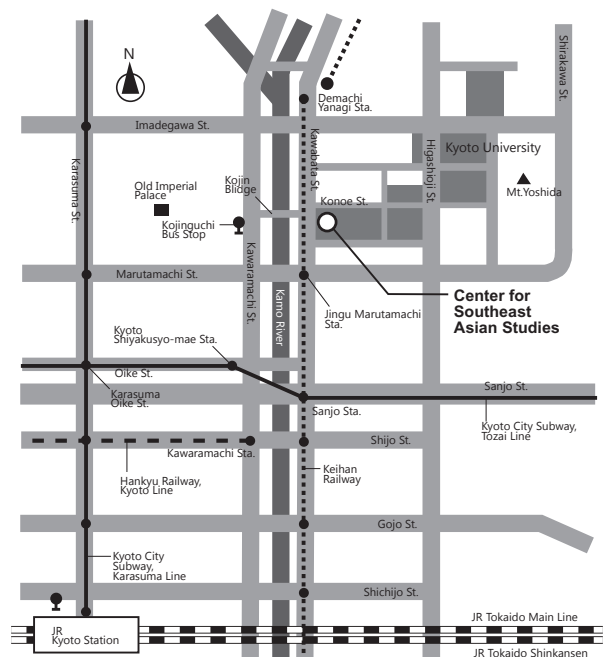 N
Demachi
Yanagi Sta.
Shirakawa St.
Imadegawa St.
Karasuma St.
Kawabata St.
Higashioji St.
Kyoto University
Mt.Yoshida
Old Imperial
Palace
Kojin
Blidge
Konoe St.
Kojinguchi
Bus Stop
Kawaramachi St.
Marutamachi St.
Kamo River
Jingu Marutamachi
Sta.
Center for
Southeast
Asian Studies
Kyoto
Shiyakusyo-mae Sta.
Oike St.
Karasuma
Oike St.
Sanjo St.
Sanjo Sta.
Kyoto City Subway,
Tozai Line
Shijo St.
Kawaramachi Sta.
Hankyu Railway,
Kyoto Line
Keihan
Railway
Gojo St.
Kyoto City
Subway,
Karasuma Line
Shichijo St.
JR Tokaido Main Line
JR
Kyoto Station
JR Tokaido Shinkansen